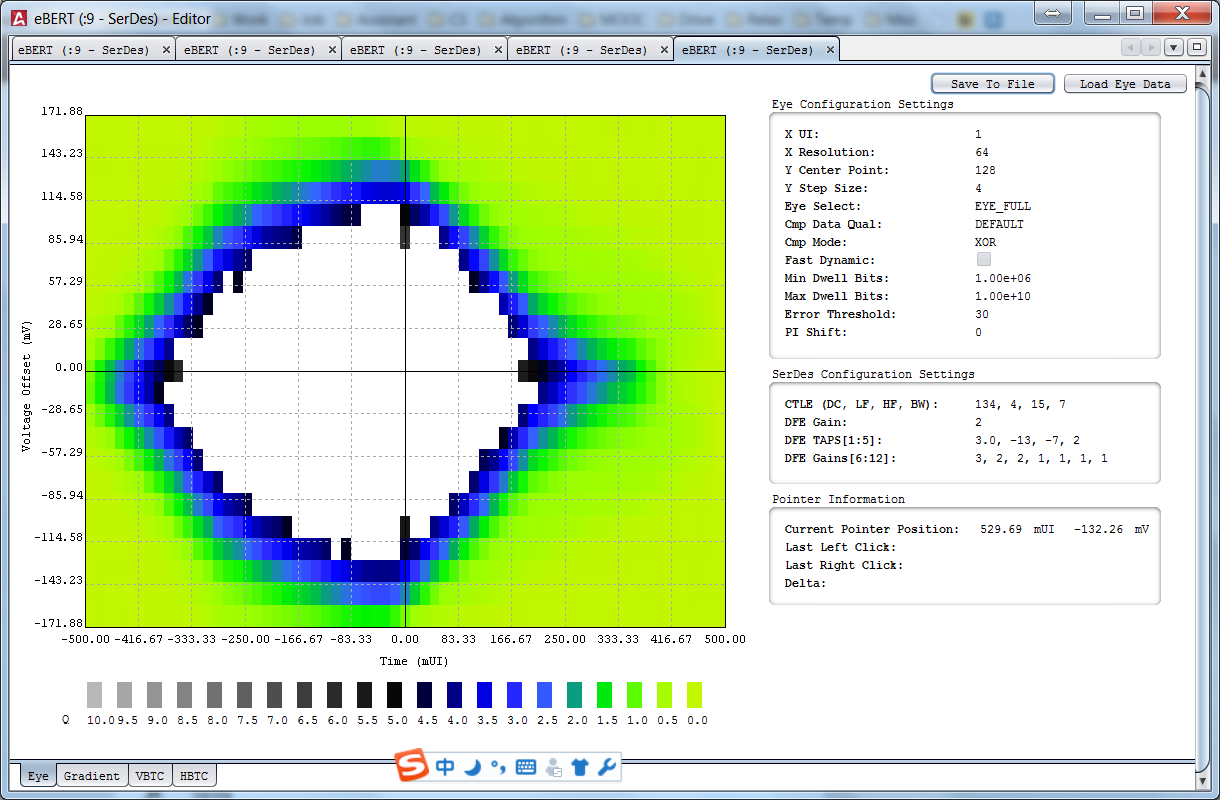 eBERT (:9 - SerDes) - Editor
eBERT (:9 - SerDes) eBERT (:9 - SerDes) eBERT (:9 - SerDes) eBERT (:9 - SerDes) eBERT (:9 - SerDes)
Save To File Load Eye Data
171.88
143.23
114.58
85.94
57.29
28.65
0.00
-28.65
-57.29
-85.94
-114.58
-143.23
-171.88
Voltage Offset (mV)
-500.00 -416.67 -333.33 -250.00 -166.67 -83.33 0.00 83.33 166.67 250.00 333.33 416.67 500.00
Time (mUI)
Q 10.0 9.5 9.0 8.5 8.0 7.5 7.0 6.5 6.0 5.5 5.0 4.5 4.0 3.5 3.0 2.5 2.0 1.5 1.0 0.5 0.0
Eye Configuration Settings
X UI: 1
X Resolution: 64
Y Center Point: 128
Y Step Size: 4
Eye Select: EYE_FULL
Cmp Data Qual: DEFAULT
Cmp Mode: XOR
Fast Dynamic:
Min Dwell Bits: 1.00e+06
Max Dwell Bits: 1.00e+10
Error Threshold: 30
PI Shift: 0
SerDes Configuration Settings
CTLE (DC, LF, HF, BW): 134, 4, 15, 7
DFE Gain: 2
DFE TAPS[1:5]: 3.0, -13, -7, 2
DFE Gains[6:12]: 3, 2, 2, 1, 1, 1, 1
Pointer Information
Current Pointer Position: 529.69 mUI -132.26 mV
Last Left Click:
Last Right Click:
Delta:
Eye Gradient VBTC HBTC
中